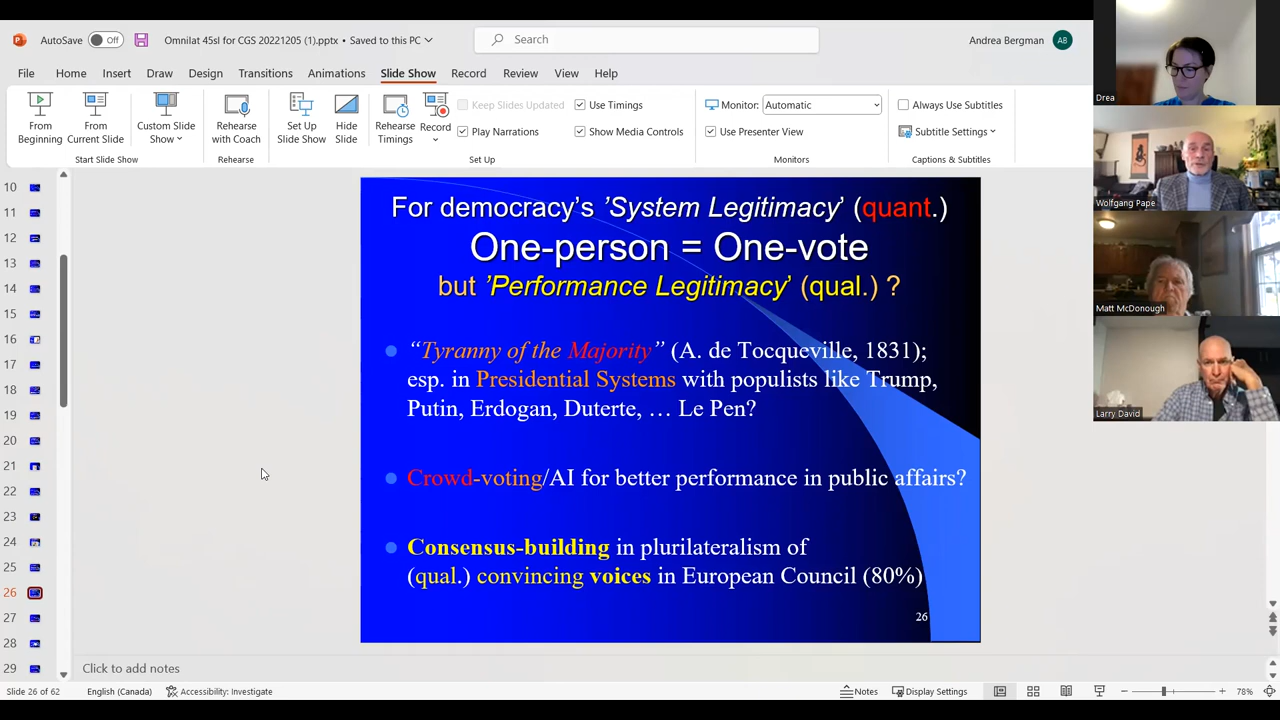 AutoSave Off Omnilat 45sl for CGS 20221205 (1).pptx • Saved to this PC Search Andrea Bergman AB
File Home Insert Draw Design Transitions Animations Slide Show Record Review View Help
From Beginning
From Current Slide
Custom Slide Show
Start Slide Show
Rehearse with Coach
Rehearse
Set Up Slide Show
Hide Slide
Rehearse Timings
Record
Keep Slides Updated
Play Narrations
Use Timings
Show Media Controls
Set Up
Monitor: Automatic
Use Presenter View
Monitors
Always Use Subtitles
Subtitle Settings
Captions & Subtitles
Drea
Wolfgang Pape
Matt McDonough
Larry David
10
11
12
13
14
15
16
17
18
19
20
21
22
23
24
25
26
27
28
29
For democracy's 'System Legitimacy' (quant.)
One-person = One-vote
but 'Performance Legitimacy' (qual.) ?
“Tyranny of the Majority” (A. de Tocqueville, 1831);
esp. in Presidential Systems with populists like Trump,
Putin, Erdogan, Duterte, … Le Pen?
Crowd-voting/AI for better performance in public affairs?
Consensus-building in plurilateralism of
(qual.) convincing voices in European Council (80%)
26
Click to add notes
Slide 26 of 62 English (Canada) Accessibility: Investigate Notes Display Settings 78%